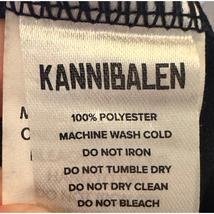 KANNIBALEN
100% POLYESTER
MACHINE WASH COLD
DO NOT IRON
DO NOT TUMBLE DRY
DO NOT DRY CLEAN
DO NOT BLEACH